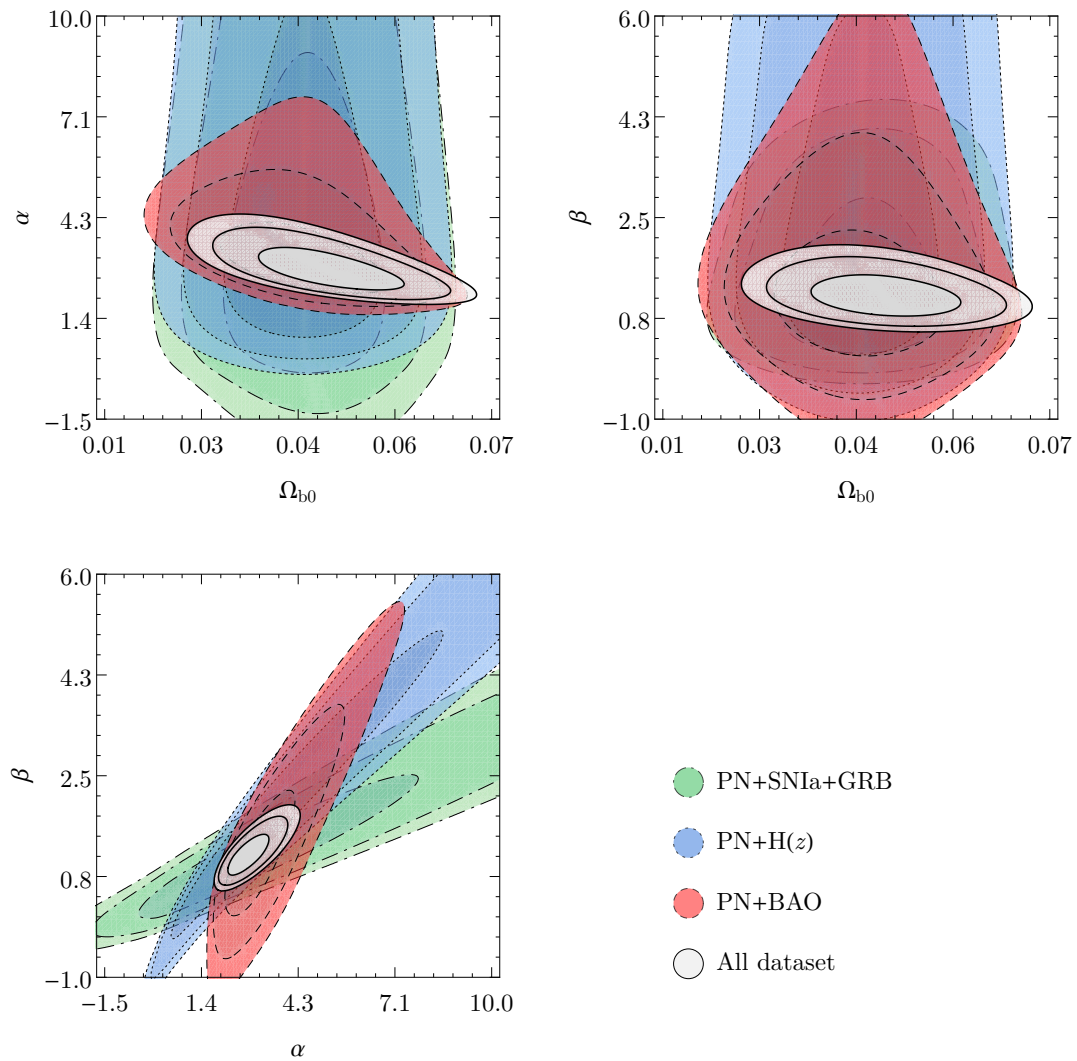 10.0
7.1
4.3
1.4
−1.5
α
0.01 0.03 0.04 0.06 0.07
Ω_b0
6.0
4.3
2.5
0.8
−1.0
β
0.01 0.03 0.04 0.06 0.07
Ω_b0
6.0
4.3
2.5
0.8
−1.0
β
−1.5 1.4 4.3 7.1 10.0
α
PN+SNIa+GRB
PN+H(z)
PN+BAO
All dataset